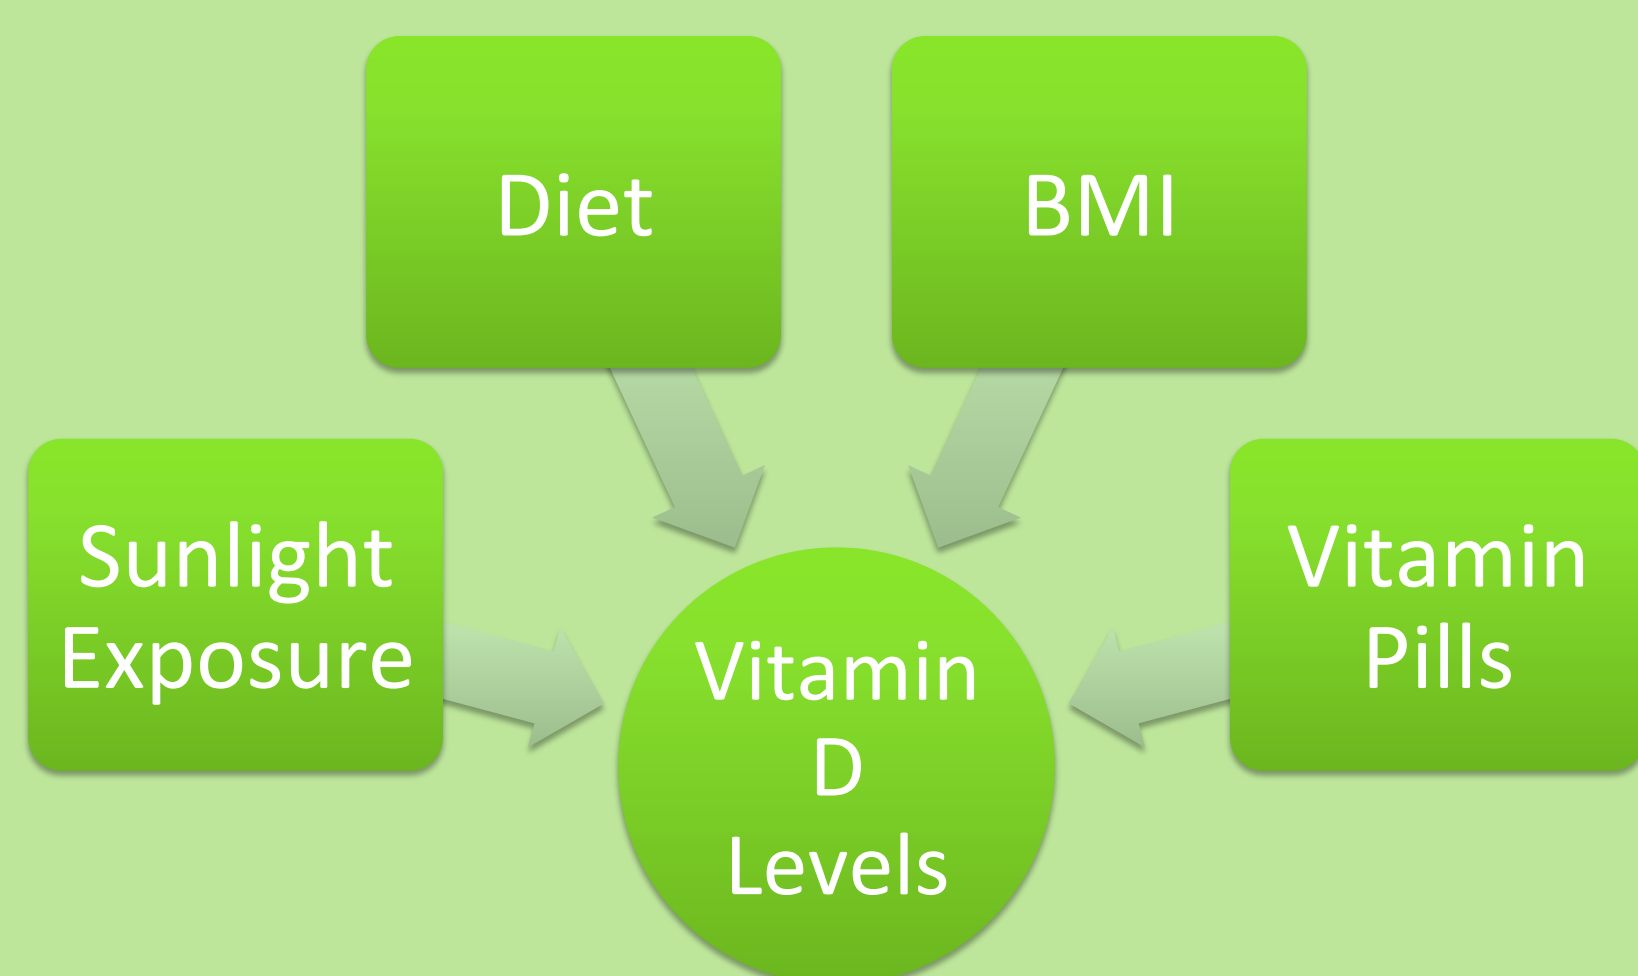 Diet
BMI
Sunlight
Exposure
Vitamin
Pills
Vitamin
D
Levels